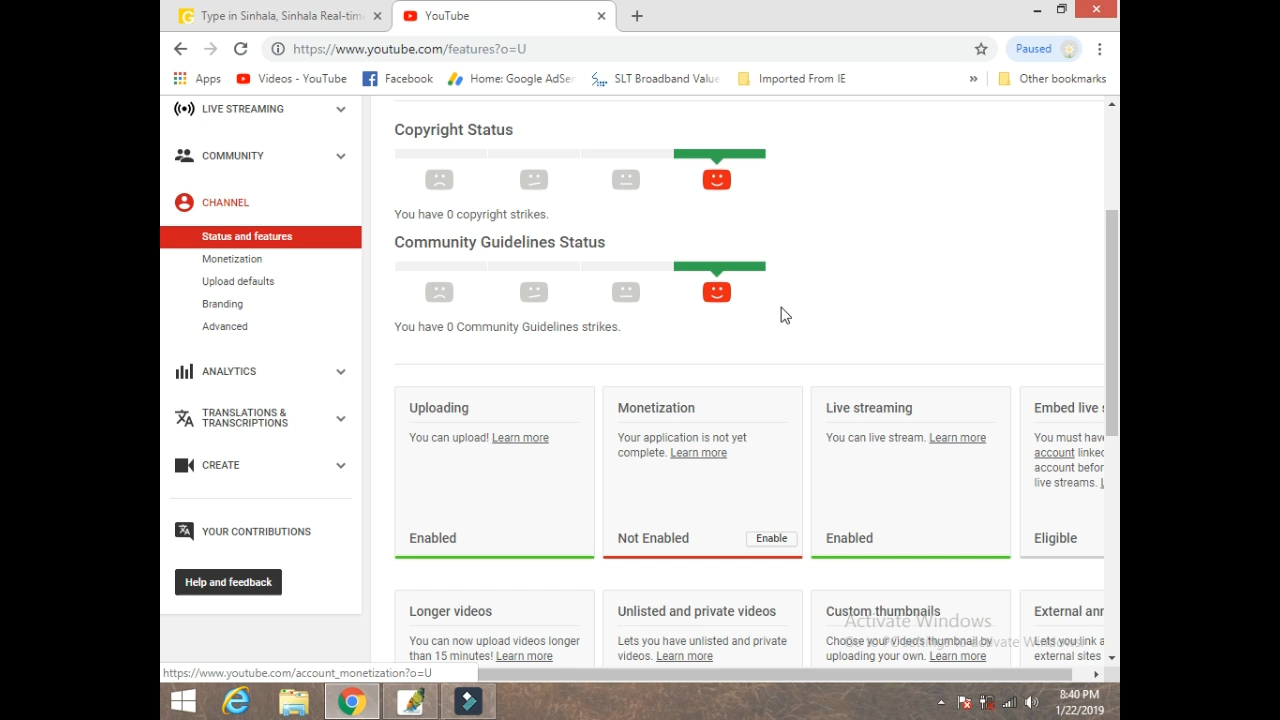 Type in Sinhala, Sinhala Real-tim
YouTube
https://www.youtube.com/features?o=U
Paused
Apps
Videos - YouTube
Facebook
Home: Google AdSen
SLT Broadband Value
Imported From IE
»
Other bookmarks
LIVE STREAMING
COMMUNITY
CHANNEL
Status and features
Monetization
Upload defaults
Branding
Advanced
ANALYTICS
TRANSLATIONS &
TRANSCRIPTIONS
CREATE
YOUR CONTRIBUTIONS
Help and feedback
Copyright Status
You have 0 copyright strikes.
Community Guidelines Status
You have 0 Community Guidelines strikes.
Uploading
You can upload! Learn more
Enabled
Monetization
Your application is not yet
complete. Learn more
Not Enabled
Enable
Live streaming
You can live stream. Learn more
Enabled
Embed live s
You must have
account linked
account before
live streams. L
Eligible
Longer videos
You can now upload videos longer
than 15 minutes! Learn more
Unlisted and private videos
Lets you have unlisted and private
videos. Learn more
Custom thumbnails
Choose your video's thumbnail by
uploading your own. Learn more
External ann
Lets you link a
external sites
Activate Windows
Go to PC settings to activate Windows.
https://www.youtube.com/account_monetization?o=U
8:40 PM
1/22/2019